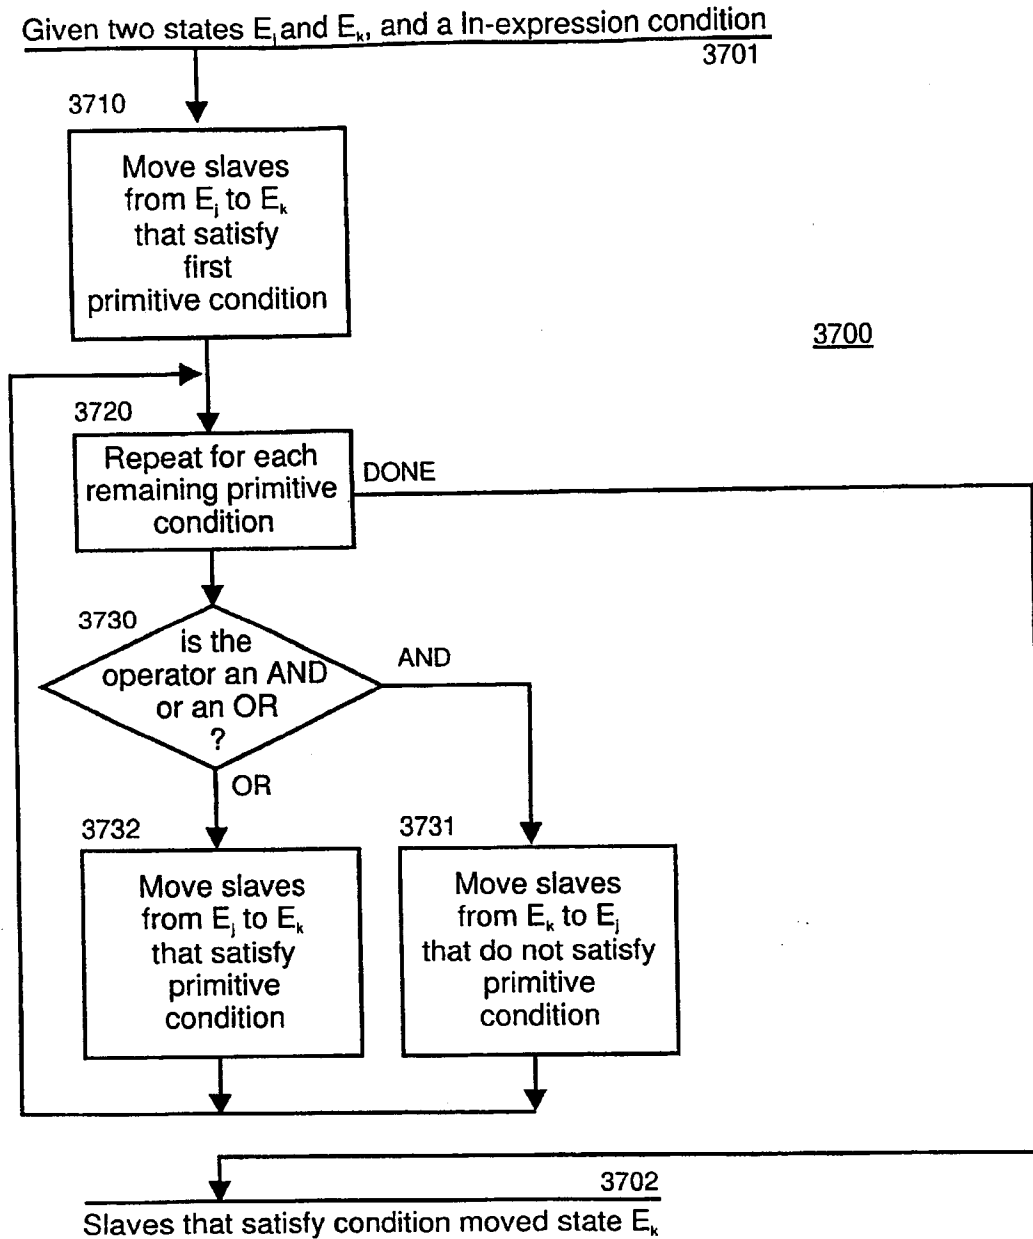 Given two states Ej and Ek, and a In-expression condition
3701
3710
Move slaves
from Ej to Ek
that satisfy
first
primitive condition
3700
3720
Repeat for each
remaining primitive
condition
DONE
3730
is the
operator an AND
or an OR
?
AND
OR
3732
Move slaves
from Ej to Ek
that satisfy
primitive
condition
3731
Move slaves
from Ek to Ej
that do not satisfy
primitive
condition
3702
Slaves that satisfy condition moved state Ek